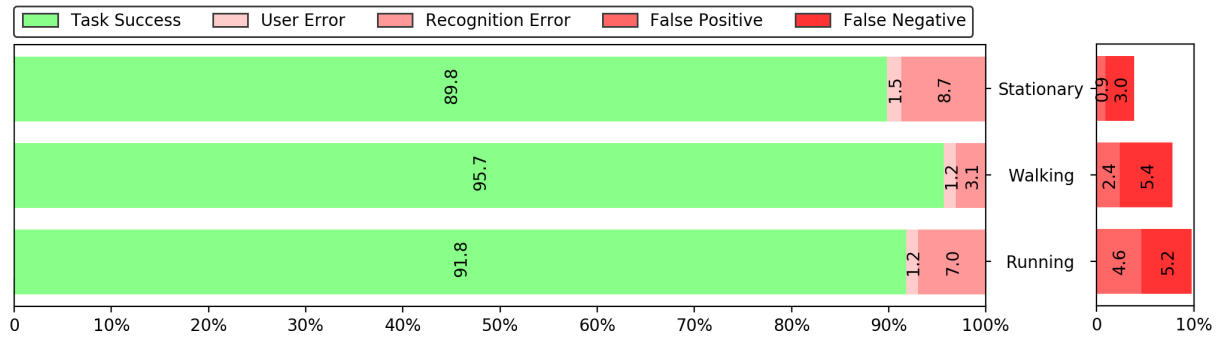 Task Success User Error Recognition Error False Positive False Negative
89.8 1.5 8.7 Stationary 0.9 3.0
95.7 1.2 3.1 Walking 2.4 5.4
91.8 1.2 7.0 Running 4.6 5.2
0 10% 20% 30% 40% 50% 60% 70% 80% 90% 100% 0 10%